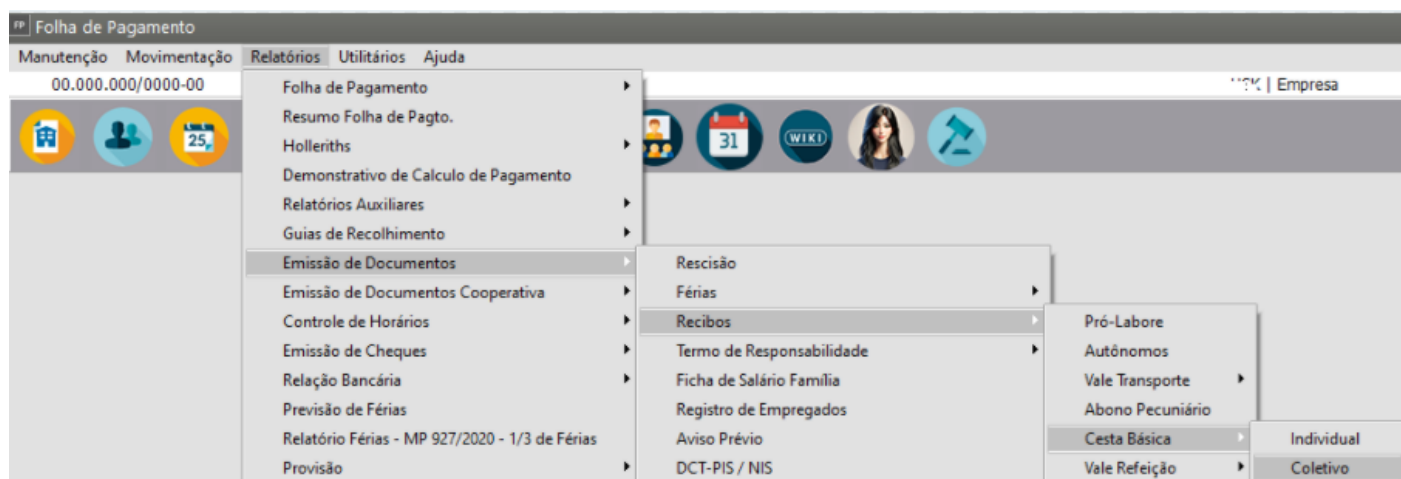 FP Folha de Pagamento
Manutenção Movimentação Relatórios Utilitários Ajuda
00.000.000/0000-00 | Empresa
25
31
WIKI
Folha de Pagamento
Resumo Folha de Pagto.
Holleriths
Demonstrativo de Calculo de Pagamento
Relatórios Auxiliares
Guias de Recolhimento
Emissão de Documentos
Emissão de Documentos Cooperativa
Controle de Horários
Emissão de Cheques
Relação Bancária
Previsão de Férias
Relatório Férias - MP 927/2020 - 1/3 de Férias
Provisão
Rescisão
Férias
Recibos
Termo de Responsabilidade
Ficha de Salário Família
Registro de Empregados
Aviso Prévio
DCT-PIS / NIS
Pró-Labore
Autônomos
Vale Transporte
Abono Pecuniário
Cesta Básica
Vale Refeição
Individual
Coletivo